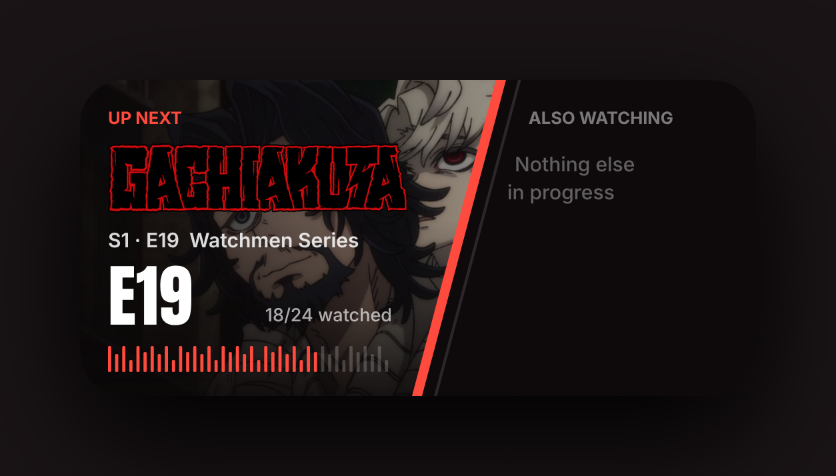 UP NEXT
GACHIAKUTA
S1 · E19 Watchmen Series
E19
18/24 watched
ALSO WATCHING
Nothing else
in progress